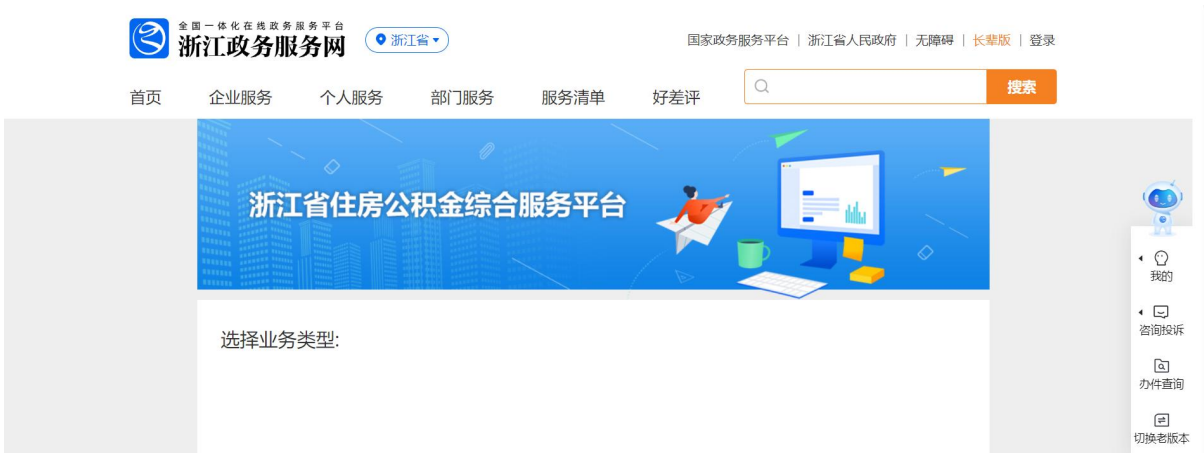 全国一体化在线政务服务平台
浙江政务服务网
浙江省
国家政务服务平台 | 浙江省人民政府 | 无障碍 | 长辈版 | 登录
首页 企业服务 个人服务 部门服务 服务清单 好差评
搜索
浙江省住房公积金综合服务平台
选择业务类型:
我的
咨询投诉
办件查询
切换老版本